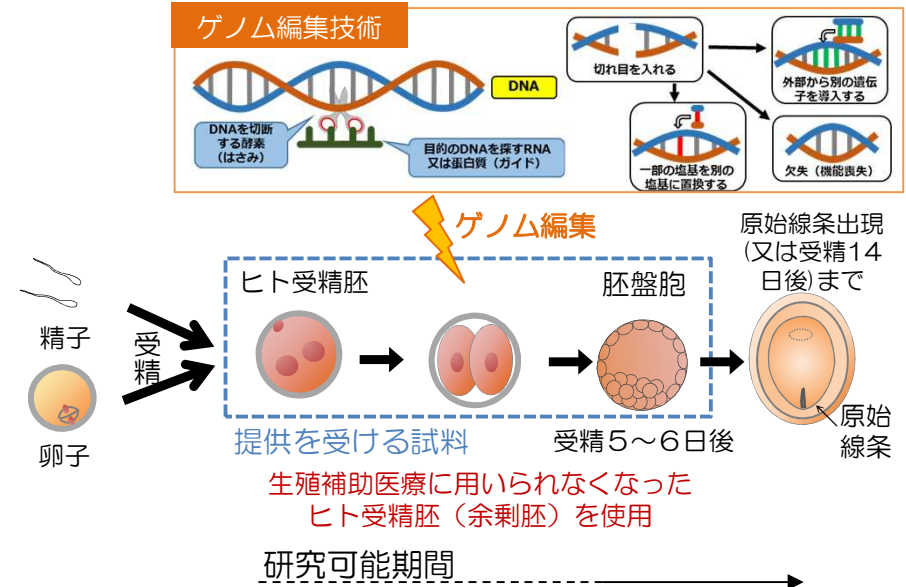 ゲノム編集技術
DNA
DNAを切断
する酵素
(はさみ)
目的のDNAを探すRNA
又は蛋白質(ガイド)
切れ目を入れる
外部から別の遺伝
子を導入する
一部の塩基を別の
塩基に置換する
欠失(機能喪失)
ゲノム編集
原始線条出現
(又は受精14
日後)まで
精子
卵子
受精
ヒト受精胚
胚盤胞
原始
線条
提供を受ける試料
受精5~6日後
生殖補助医療に用いられなくなった
ヒト受精胚(余剰胚)を使用
研究可能期間